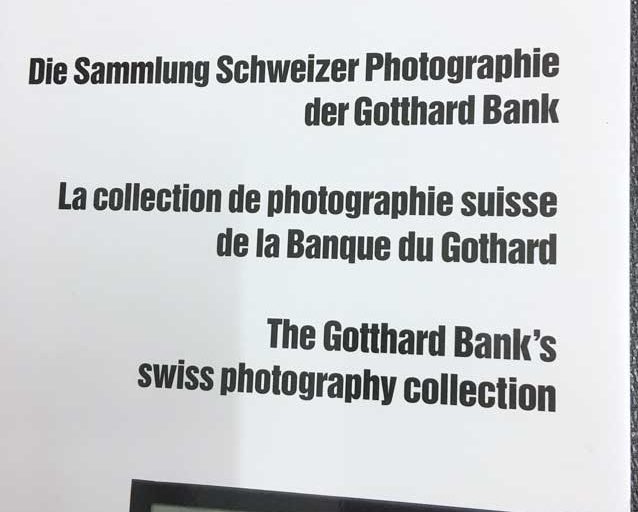 Die Sammlung Schweizer Photographie
der Gotthard Bank
La collection de photographie suisse
de la Banque du Gothard
The Gotthard Bank's
swiss photography collection